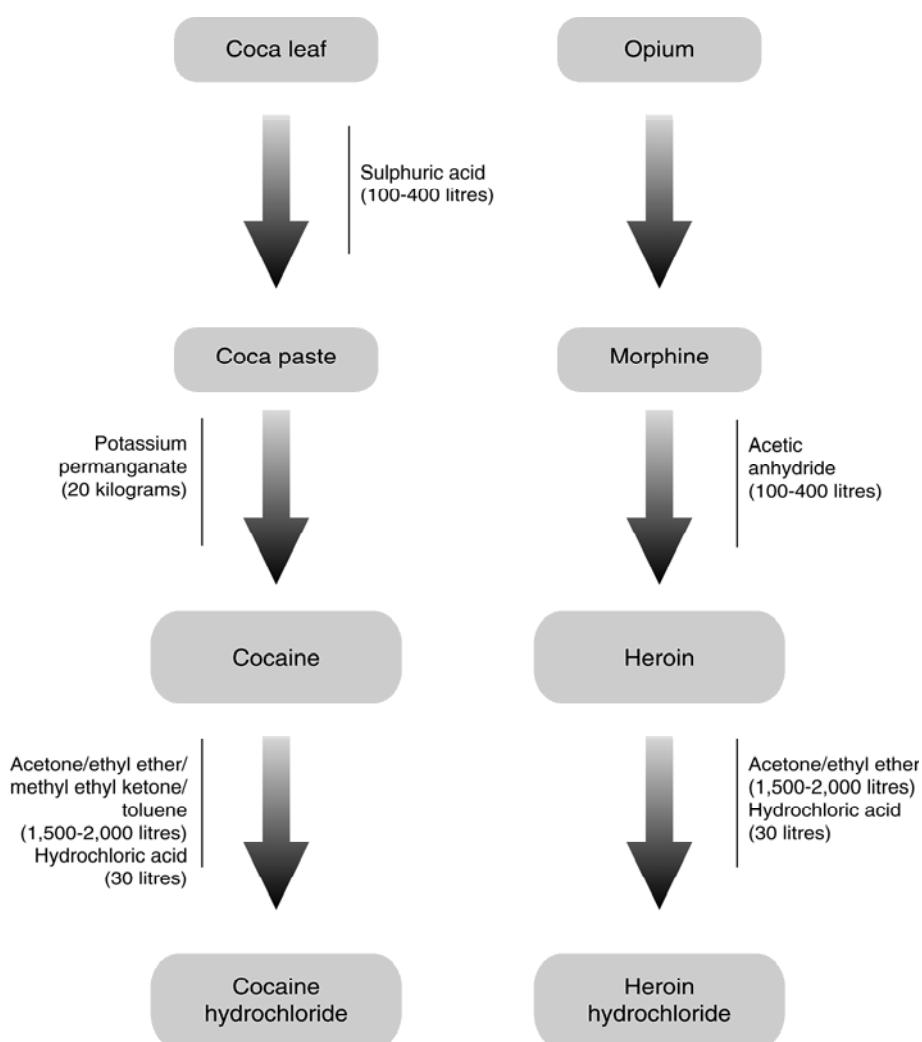 Coca leaf
Opium
Sulphuric acid
(100-400 litres)
Coca paste
Morphine
Potassium
permanganate
(20 kilograms)
Acetic
anhydride
(100-400 litres)
Cocaine
Heroin
Acetone/ethyl ether/
methyl ethyl ketone/
toluene
(1,500-2,000 litres)
Hydrochloric acid
(30 litres)
Acetone/ethyl ether
(1,500-2,000 litres)
Hydrochloric acid
(30 litres)
Cocaine
hydrochloride
Heroin
hydrochloride